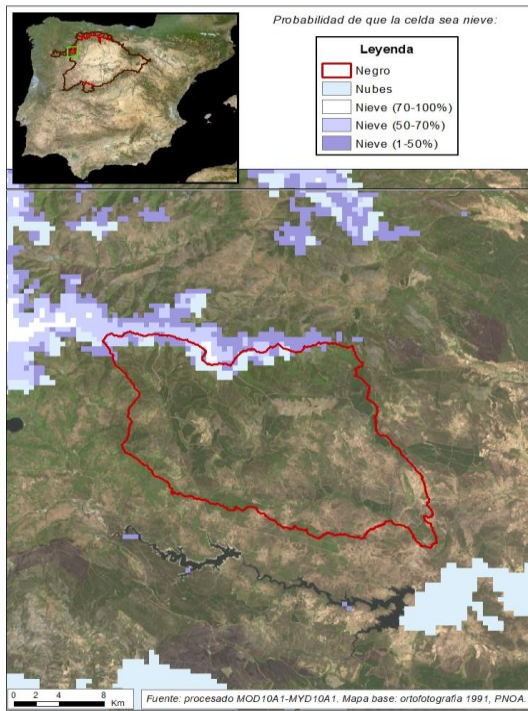 Probabilidad de que la celda sea nieve:
Leyenda
Negro
Nubes
Nieve (70-100%)
Nieve (50-70%)
Nieve (1-50%)
0 2 4 8
Km
Fuente: procesado MOD10A1-MYD10A1. Mapa base: ortofotografía 1991, PNOA.